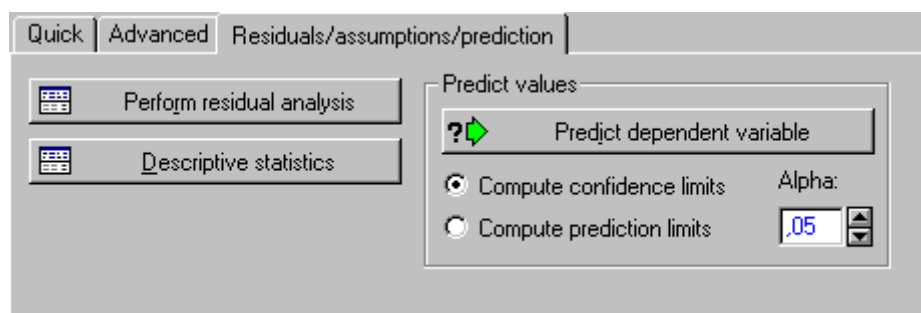 Quick Advanced Residuals/assumptions/prediction
Perform residual analysis
Descriptive statistics
Predict values
? Predict dependent variable
Compute confidence limits
Compute prediction limits
Alpha:
,05